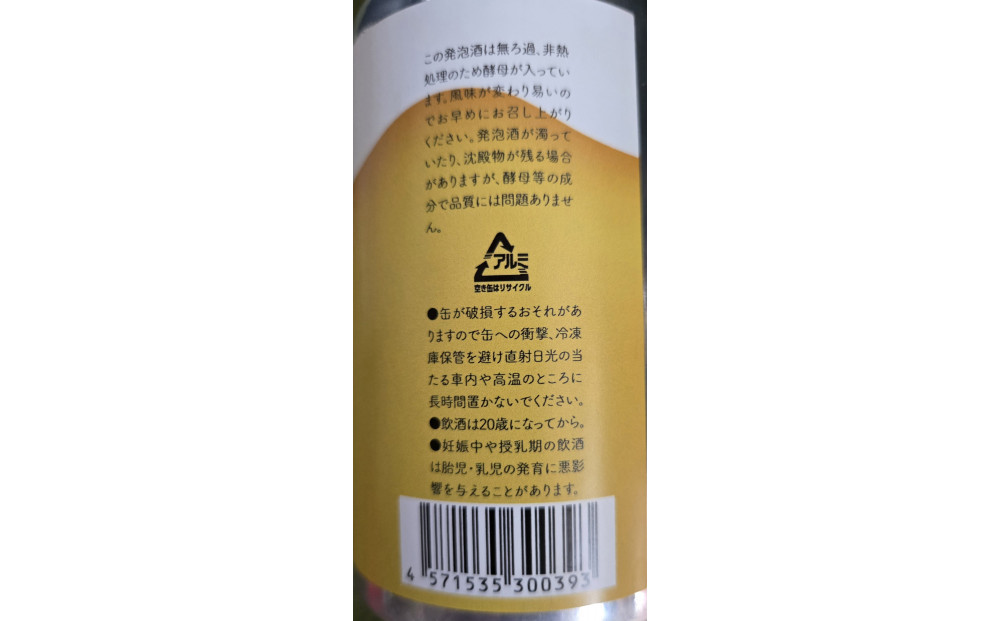 この発泡酒は無ろ過、非熱
処理のため酵母が入ってい
ます。風味が変わり易いの
でお早めにお召し上がり
ください。発泡酒が濁って
いたり、沈殿物が残る場合
がありますが、酵母等の成
分で品質には問題ありませ
ん。
アルミ
空き缶はリサイクル
●缶が破損するおそれがあ
りますので缶への衝撃、冷凍
庫保管を避け直射日光の当
たる車内や高温のところに
長時間置かないでください。
●飲酒は20歳になってから。
●妊娠中や授乳期の飲酒
は胎児・乳児の発育に悪影
響を与えることがあります。
4 571535 300393